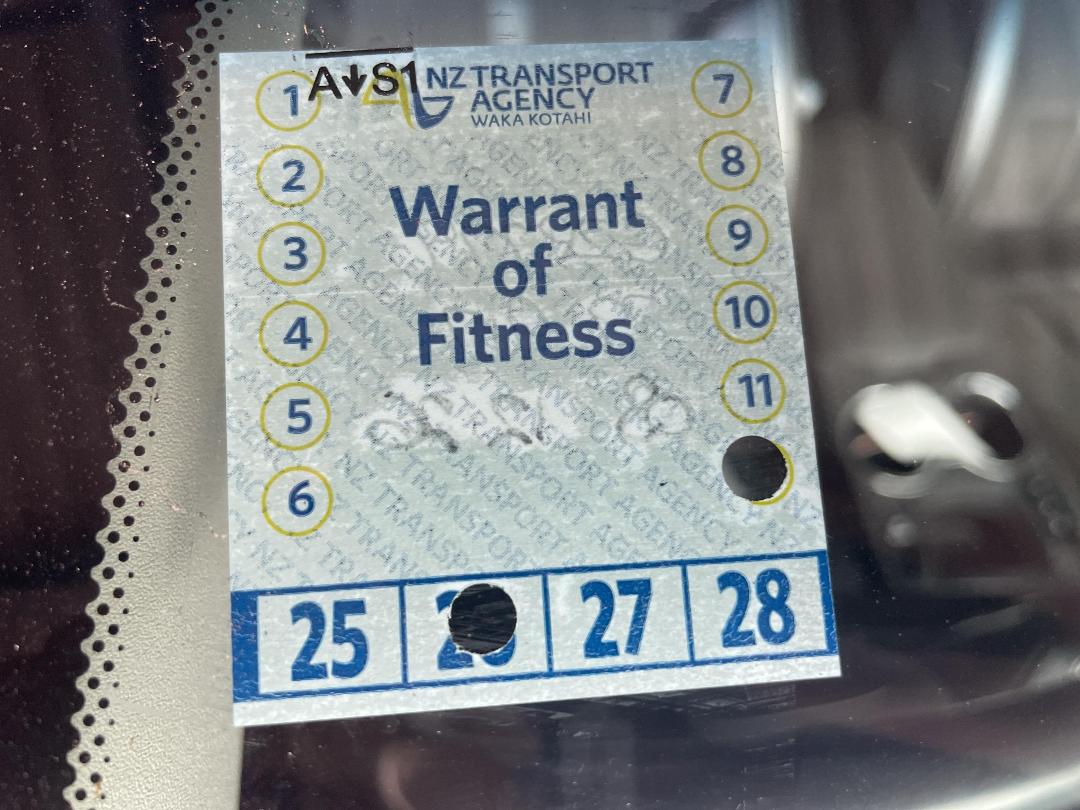 A↓S1
NZ TRANSPORT
AGENCY
WAKA KOTAHI
Warrant
of
Fitness
1
2
3
4
5
6
7
8
9
10
11
25
27
28